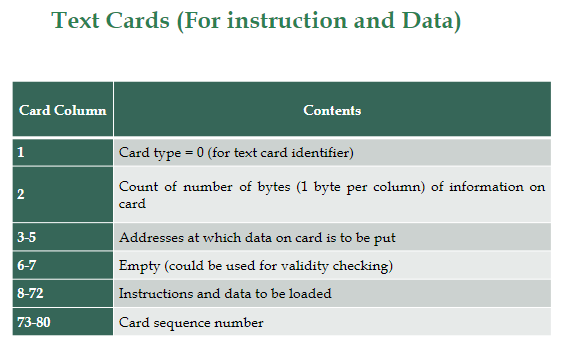 Text Cards (For instruction and Data)
Card Column Contents
1 Card type = 0 (for text card identifier)
2 Count of number of bytes (1 byte per column) of information on
card
3-5 Addresses at which data on card is to be put
6-7 Empty (could be used for validity checking)
8-72 Instructions and data to be loaded
73-80 Card sequence number